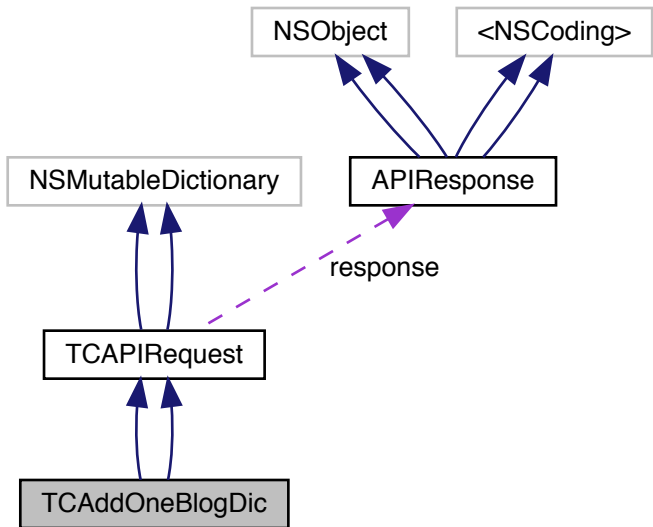 NSObject
<NSCoding>
NSMutableDictionary
APIResponse
response
TCAPIRequest
TCAddOneBlogDic